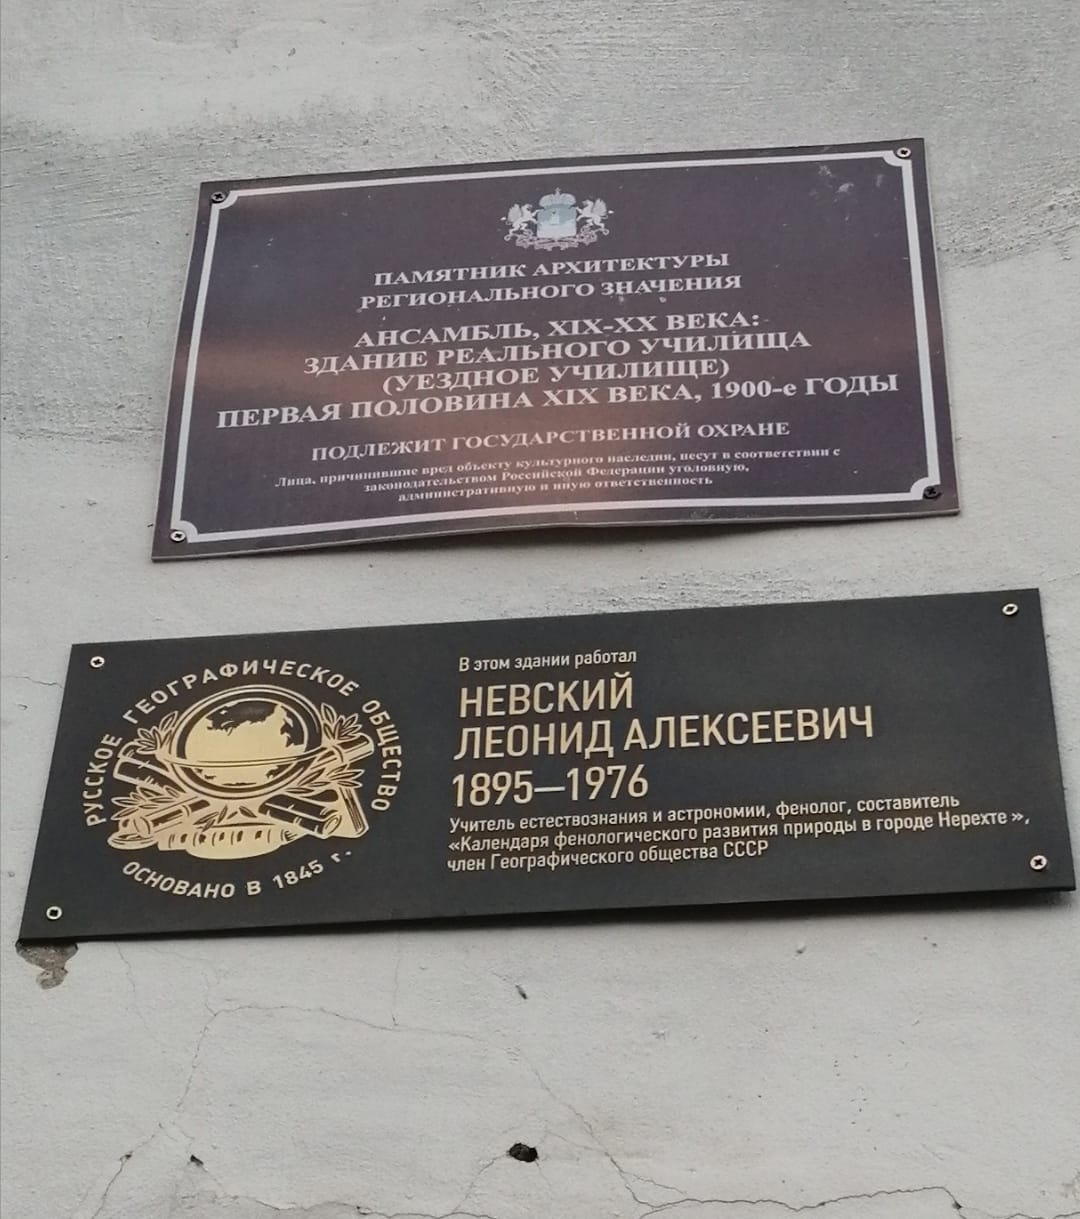 ПАМЯТНИК АРХИТЕКТУРЫ
РЕГИОНАЛЬНОГО ЗНАЧЕНИЯ
АНСАМБЛЬ, XIX-XX ВЕКА:
ЗДАНИЕ РЕАЛЬНОГО УЧИЛИЩА
(УЕЗДНОЕ УЧИЛИЩЕ)
ПЕРВАЯ ПОЛОВИНА XIX ВЕКА, 1900-е ГОДЫ
ПОДЛЕЖИТ ГОСУДАРСТВЕННОЙ ОХРАНЕ
Лица, причинившие вред объекту культурного наследия, несут в соответствии с
законодательством Российской Федерации уголовную,
административную и иную ответственность
РУССКОЕ ГЕОГРАФИЧЕСКОЕ ОБЩЕСТВО
ОСНОВАНО В 1845 г.
В этом здании работал
НЕВСКИЙ
ЛЕОНИД АЛЕКСЕЕВИЧ
1895—1976
Учитель естествознания и астрономии, фенолог, составитель
«Календаря фенологического развития природы в городе Нерехте »,
член Географического общества СССР